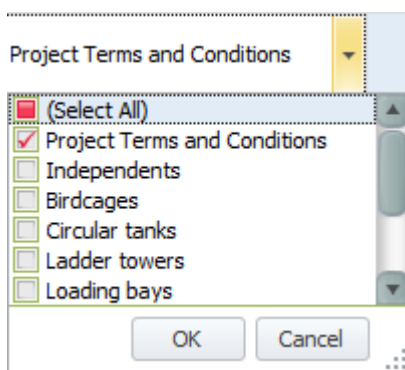 Project Terms and Conditions
(Select All)
Project Terms and Conditions
Independents
Birdcages
Circular tanks
Ladder towers
Loading bays
OK Cancel